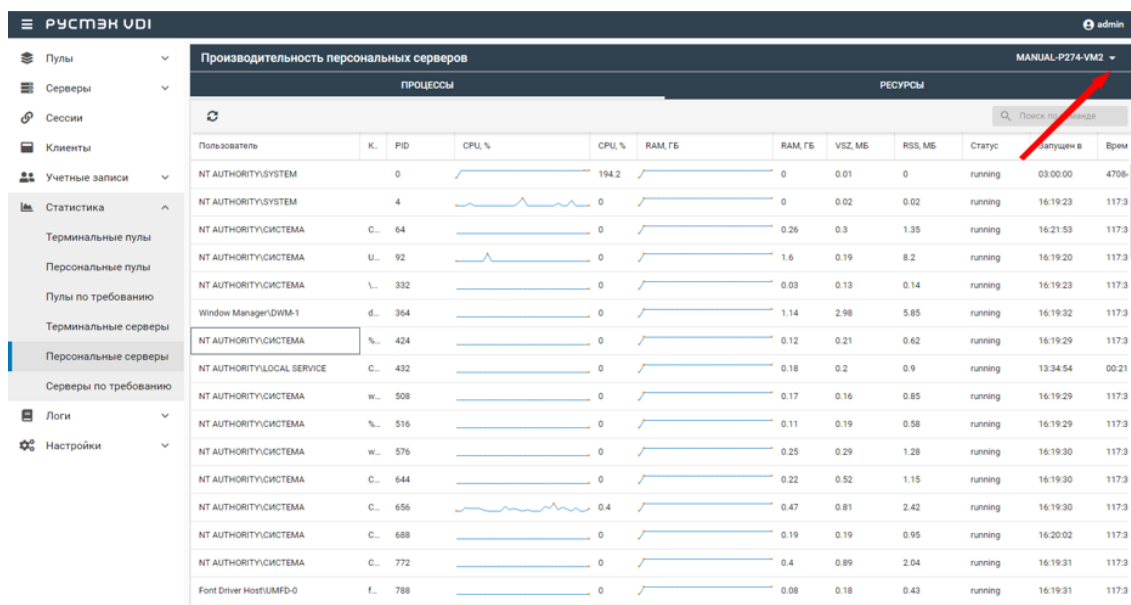 РУСТЭК VDI admin
Пулы
Серверы
Сессии
Клиенты
Учетные записи
Статистика
Терминальные пулы
Персональные пулы
Пулы по требованию
Терминальные серверы
Персональные серверы
Серверы по требованию
Логи
Настройки
Производительность персональных серверов MANUAL-P274-VM2
ПРОЦЕССЫ РЕСУРСЫ
Поиск по команде
Пользователь К... PID CPU, % CPU, % RAM, ГБ RAM, ГБ VSZ, МБ RSS, МБ Статус Запущен в Врем
NT AUTHORITY\SYSTEM 0 194.2 0 0.01 0 running 03:00:00 4708
NT AUTHORITY\SYSTEM 4 0 0 0.02 0.02 running 16:19:23 117:3
NT AUTHORITY\СИСТЕМА C... 64 0 0.26 0.3 1.35 running 16:21:53 117:3
NT AUTHORITY\СИСТЕМА U... 92 0 1.6 0.19 8.2 running 16:19:20 117:3
NT AUTHORITY\СИСТЕМА \... 332 0 0.03 0.13 0.14 running 16:19:23 117:3
Window Manager\DWM-1 d... 364 0 1.14 2.98 5.85 running 16:19:32 117:3
NT AUTHORITY\СИСТЕМА %... 424 0 0.12 0.21 0.62 running 16:19:29 117:3
NT AUTHORITY\LOCAL SERVICE C... 432 0 0.18 0.2 0.9 running 13:34:54 00:21
NT AUTHORITY\СИСТЕМА w... 508 0 0.17 0.16 0.85 running 16:19:29 117:3
NT AUTHORITY\СИСТЕМА %... 516 0 0.11 0.19 0.58 running 16:19:29 117:3
NT AUTHORITY\СИСТЕМА w... 576 0 0.25 0.29 1.28 running 16:19:30 117:3
NT AUTHORITY\СИСТЕМА C... 644 0 0.22 0.52 1.15 running 16:19:30 117:3
NT AUTHORITY\СИСТЕМА C... 656 0.4 0.47 0.81 2.42 running 16:19:30 117:3
NT AUTHORITY\СИСТЕМА C... 688 0 0.19 0.19 0.95 running 16:20:02 117:3
NT AUTHORITY\СИСТЕМА C... 772 0 0.4 0.89 2.04 running 16:19:31 117:3
Font Driver Host\UMFD-0 f... 788 0 0.08 0.18 0.43 running 16:19:31 117:3